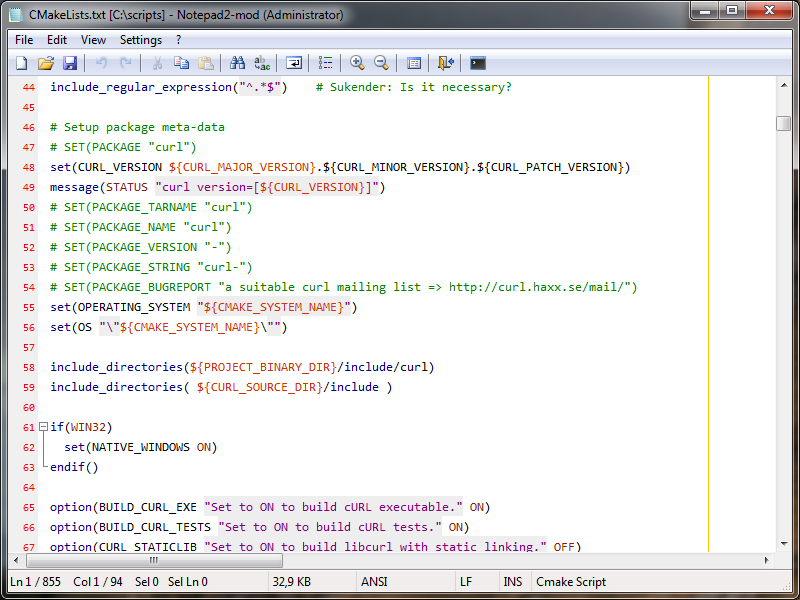 CMakeLists.txt [C:\scripts] - Notepad2-mod (Administrator)
File Edit View Settings ?
44 include_regular_expression("^.*$")    # Sukender: Is it necessary?
45
46 # Setup package meta-data
47 # SET(PACKAGE "curl")
48 set(CURL_VERSION ${CURL_MAJOR_VERSION}.${CURL_MINOR_VERSION}.${CURL_PATCH_VERSION})
49 message(STATUS "curl version=[${CURL_VERSION}]")
50 # SET(PACKAGE_TARNAME "curl")
51 # SET(PACKAGE_NAME "curl")
52 # SET(PACKAGE_VERSION "-")
53 # SET(PACKAGE_STRING "curl-")
54 # SET(PACKAGE_BUGREPORT "a suitable curl mailing list => http://curl.haxx.se/mail/")
55 set(OPERATING_SYSTEM "${CMAKE_SYSTEM_NAME}")
56 set(OS "\"${CMAKE_SYSTEM_NAME}\"")
57
58 include_directories(${PROJECT_BINARY_DIR}/include/curl)
59 include_directories( ${CURL_SOURCE_DIR}/include )
60
61 if(WIN32)
62   set(NATIVE_WINDOWS ON)
63 endif()
64
65 option(BUILD_CURL_EXE "Set to ON to build cURL executable." ON)
66 option(BUILD_CURL_TESTS "Set to ON to build cURL tests." ON)
67 option(CURL_STATICLIB "Set to ON to build libcurl with static linking." OFF)
Ln 1 / 855 Col 1 / 94 Sel 0 Sel Ln 0 32,9 KB ANSI LF INS Cmake Script